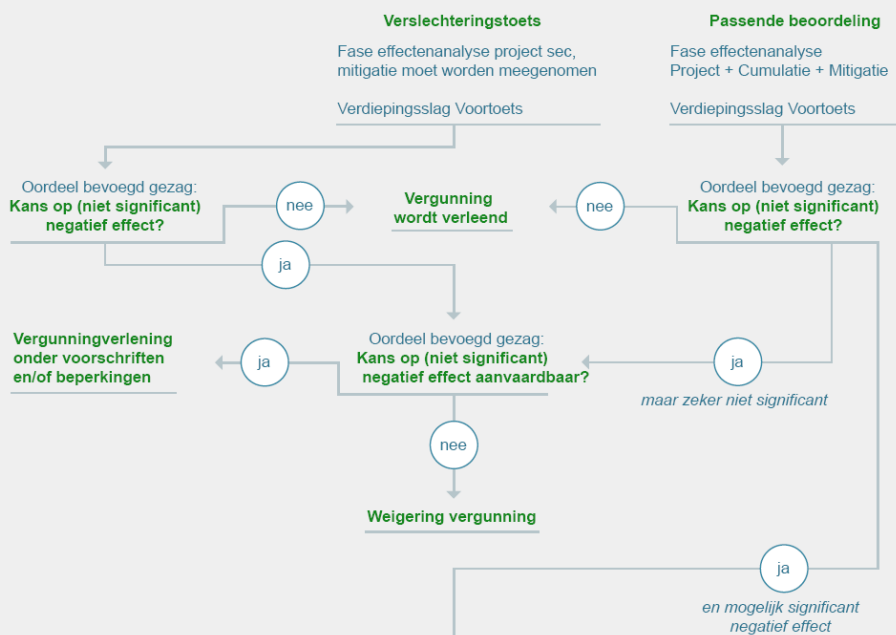 Verslechteringstoets
Fase effectenanalyse project sec,
mitigatie moet worden meegenomen
Verdiepingsslag Voortoets
Passende beoordeling
Fase effectenanalyse
Project + Cumulatie + Mitigatie
Verdiepingsslag Voortoets
Oordeel bevoegd gezag:
Kans op (niet significant)
negatief effect?
nee
Vergunning
wordt verleend
nee
Oordeel bevoegd gezag:
Kans op (niet significant)
negatief effect?
ja
Vergunningverlening
onder voorschriften
en/of beperkingen
ja
Oordeel bevoegd gezag:
Kans op (niet significant)
negatief effect aanvaardbaar?
ja
maar zeker niet significant
nee
Weigering vergunning
ja
en mogelijk significant
negatief effect